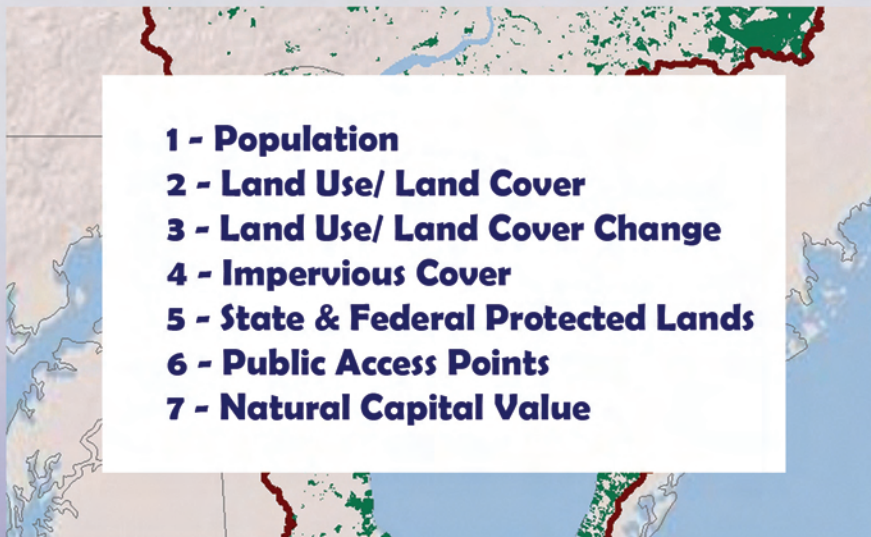 1 - Population
2 - Land Use/ Land Cover
3 - Land Use/ Land Cover Change
4 - Impervious Cover
5 - State & Federal Protected Lands
6 - Public Access Points
7 - Natural Capital Value